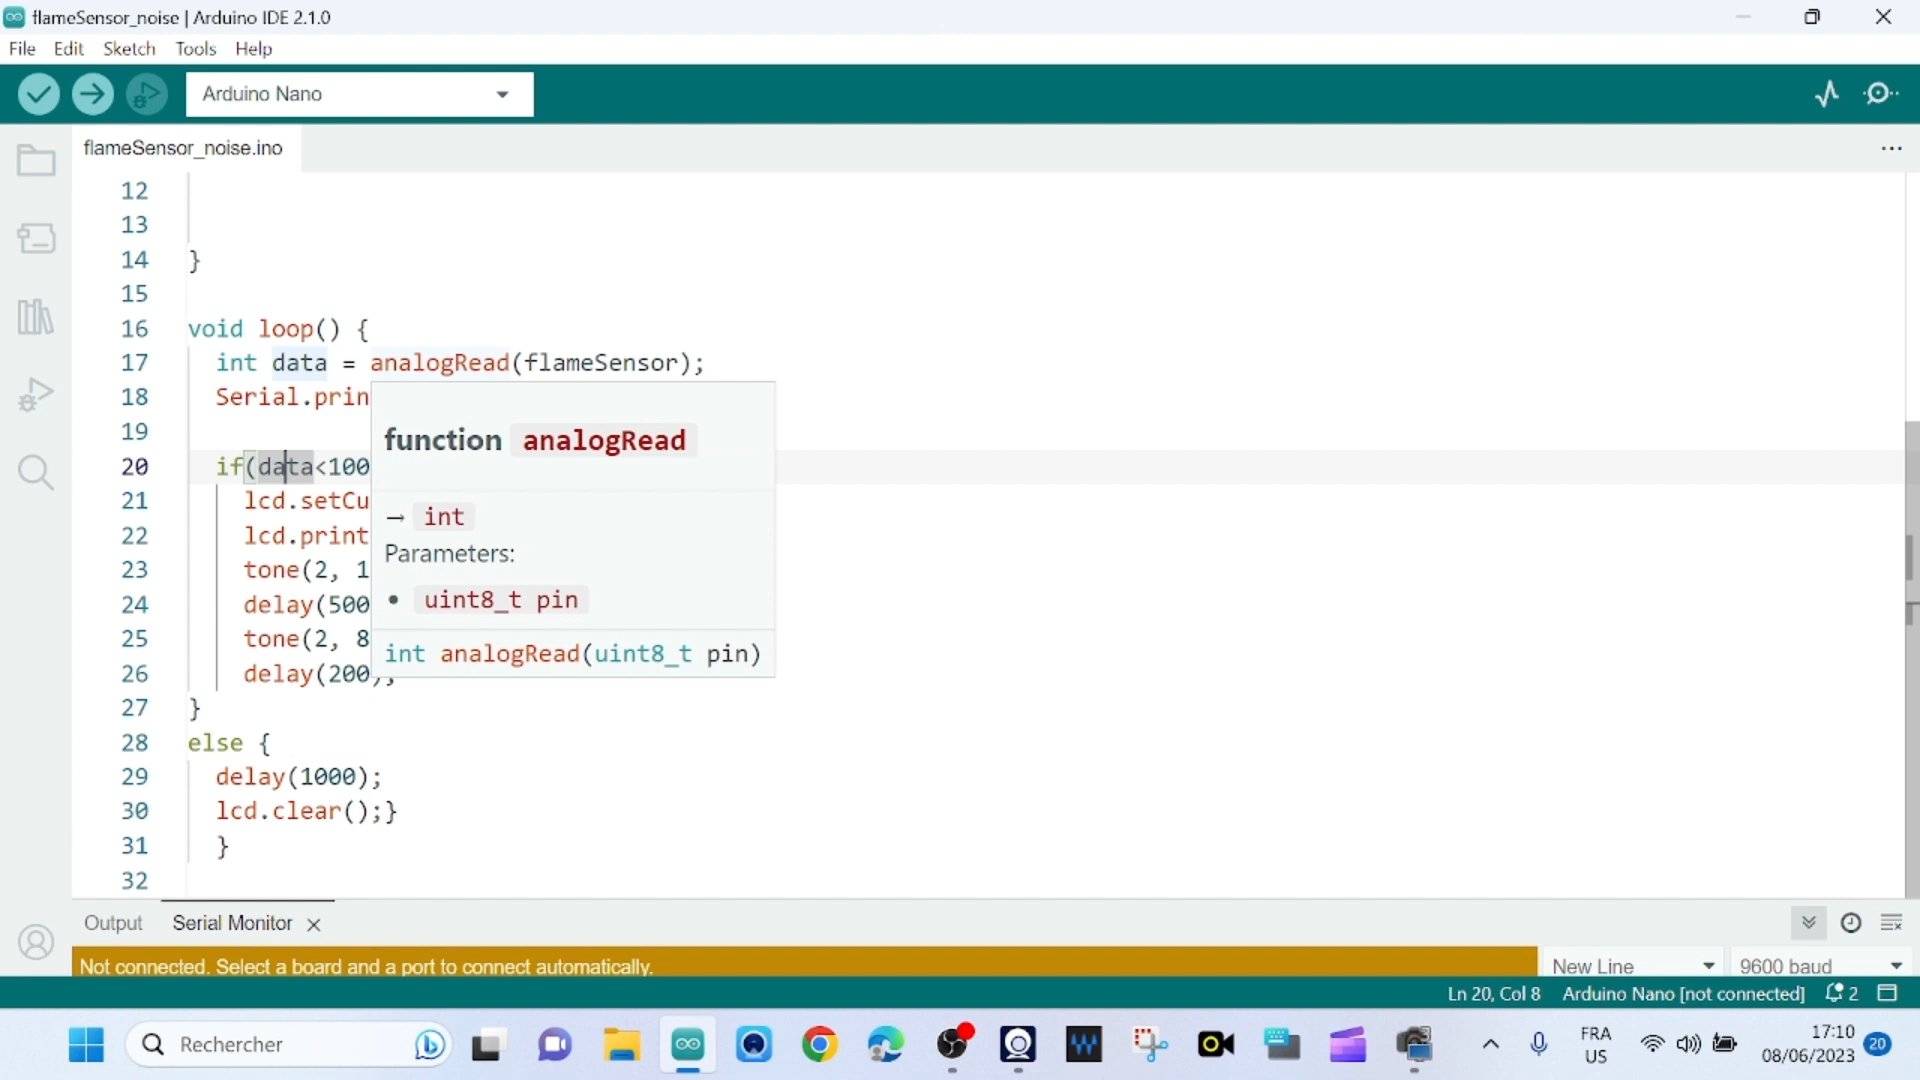 flameSensor_noise | Arduino IDE 2.1.0
File Edit Sketch Tools Help
Arduino Nano
flameSensor_noise.ino
12
13
14 }
15
16 void loop() {
17 int data = analogRead(flameSensor);
18 Serial.prin
19
20 if(data<100
21 lcd.setCu
22 lcd.print
23 tone(2, 1
24 delay(500
25 tone(2, 8
26 delay(200);
27 }
28 else {
29 delay(1000);
30 lcd.clear();}
31 }
32
function analogRead
→ int
Parameters:
• uint8_t pin
int analogRead(uint8_t pin)
Output Serial Monitor
Not connected. Select a board and a port to connect automatically.
New Line 9600 baud
Ln 20, Col 8 Arduino Nano [not connected] 2
Rechercher
FRA
US
17:10
08/06/2023
20